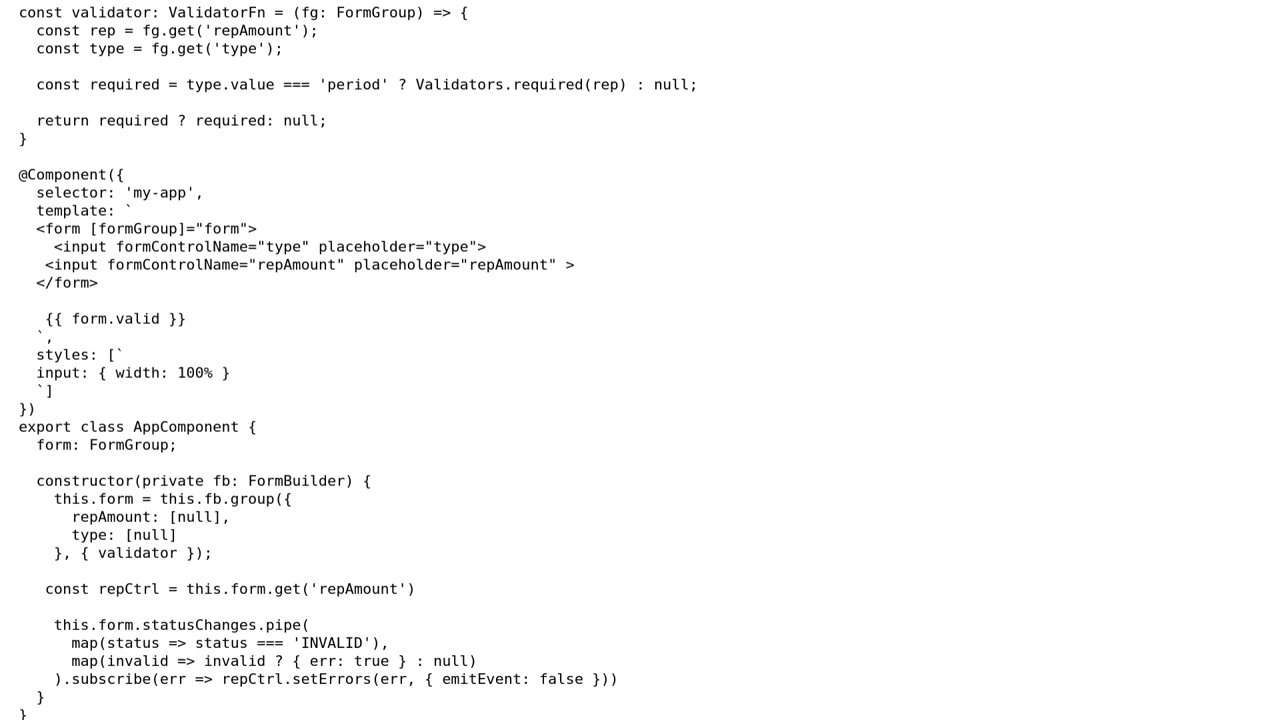 const validator: ValidatorFn = (fg: FormGroup) => {
  const rep = fg.get('repAmount');
  const type = fg.get('type');

  const required = type.value === 'period' ? Validators.required(rep) : null;

  return required ? required: null;
}

@Component({
  selector: 'my-app',
  template: `
  <form [formGroup]="form">
    <input formControlName="type" placeholder="type">
   <input formControlName="repAmount" placeholder="repAmount" >
  </form>

   {{ form.valid }}
  `,
  styles: [`
  input: { width: 100% }
  `]
})
export class AppComponent {
  form: FormGroup;

  constructor(private fb: FormBuilder) {
    this.form = this.fb.group({
      repAmount: [null],
      type: [null]
    }, { validator });

   const repCtrl = this.form.get('repAmount')

    this.form.statusChanges.pipe(
      map(status => status === 'INVALID'),
      map(invalid => invalid ? { err: true } : null)
    ).subscribe(err => repCtrl.setErrors(err, { emitEvent: false }))
  }
}